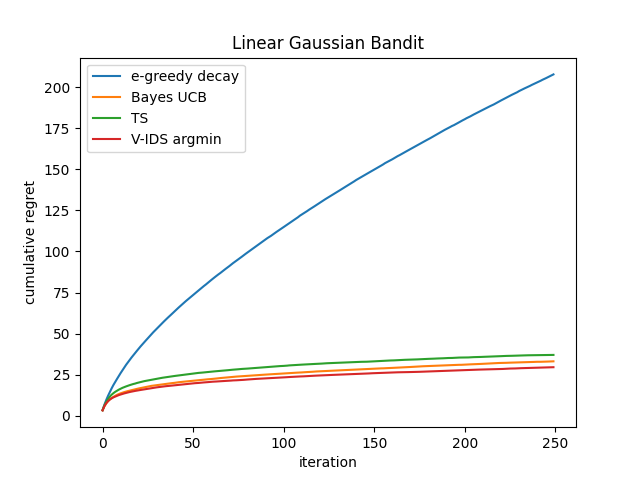 Linear Gaussian Bandit
e-greedy decay
Bayes UCB
TS
V-IDS argmin
cumulative regret
200
175
150
125
100
75
50
25
0
0 50 100 150 200 250
iteration